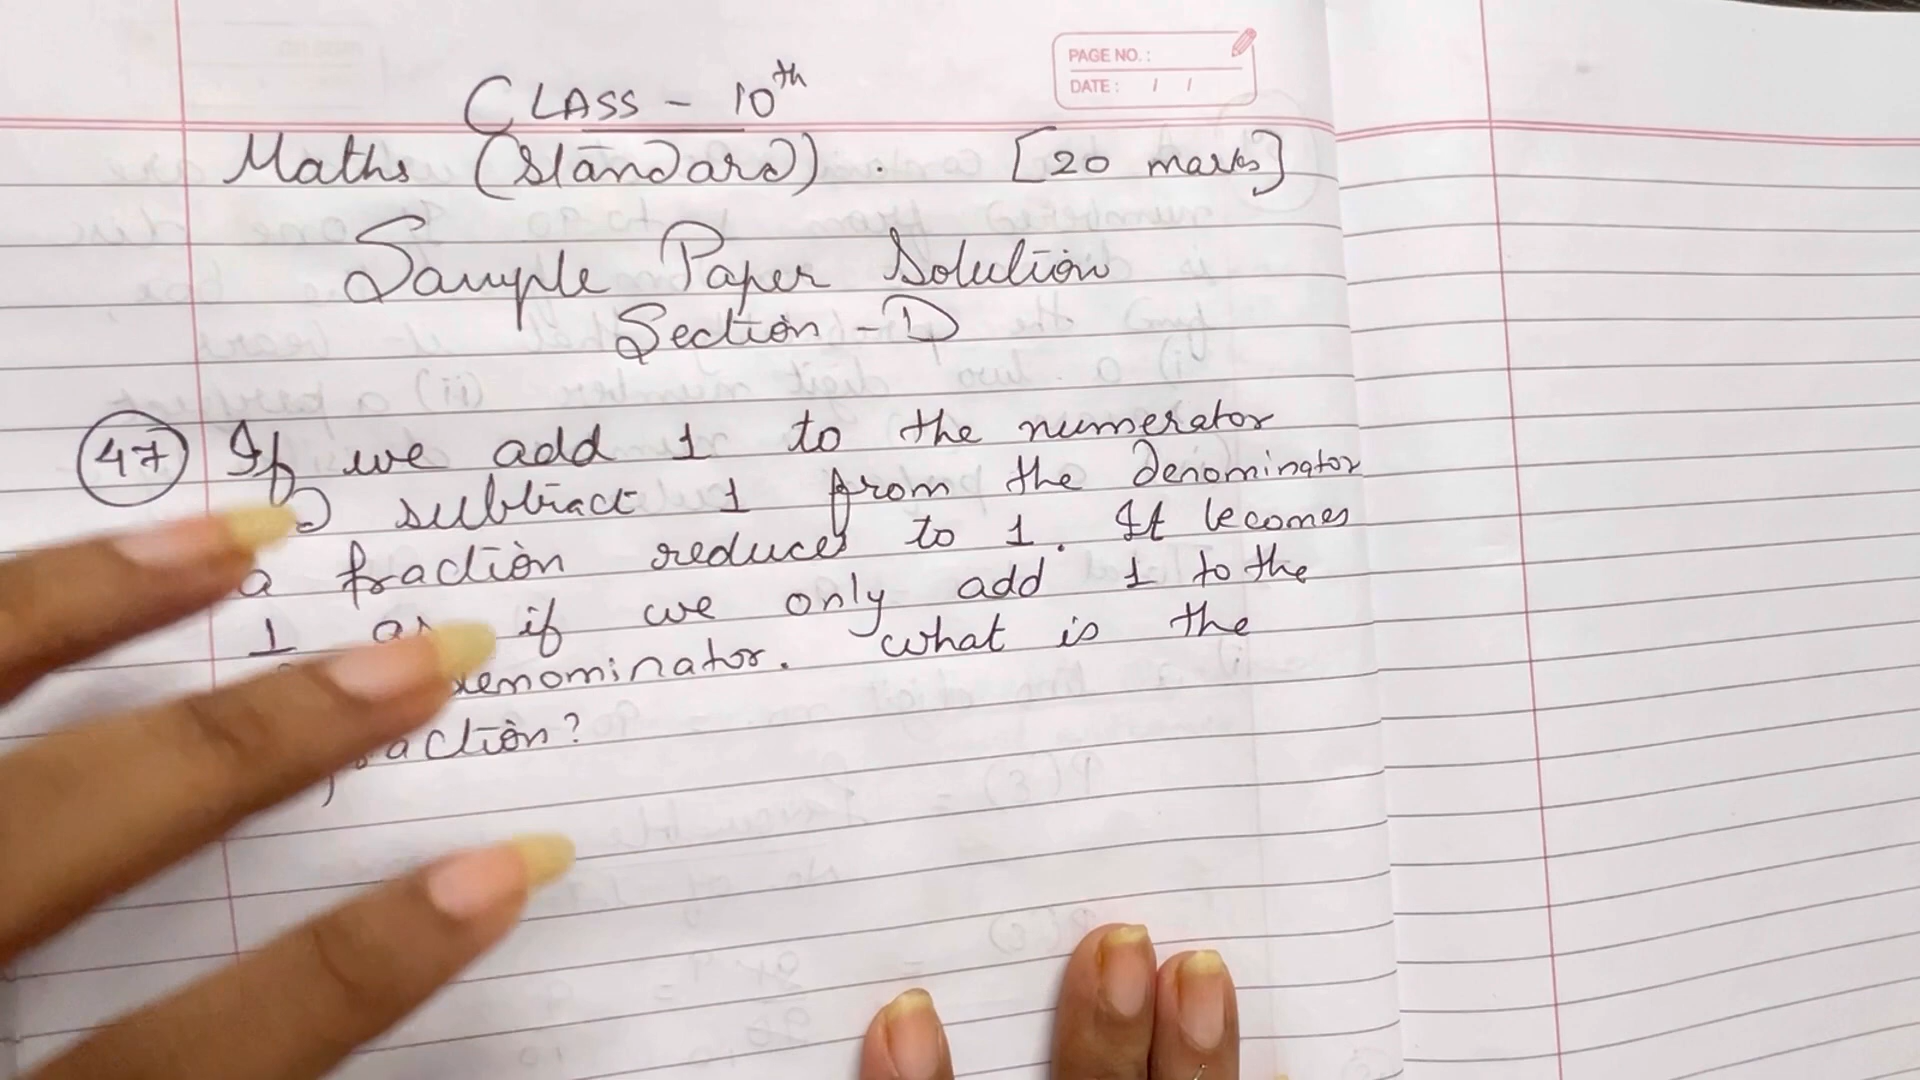 PAGE NO.:
DATE: / /
CLASS - 10th
Maths (Standard). [20 marks]
Sample Paper Solution
Section - D
47 If we add 1 to the numerator
subtract 1 from the denominator
a fraction reduces to 1. It becomes
1 if we only add 1 to the
denominator. What is the
fraction?